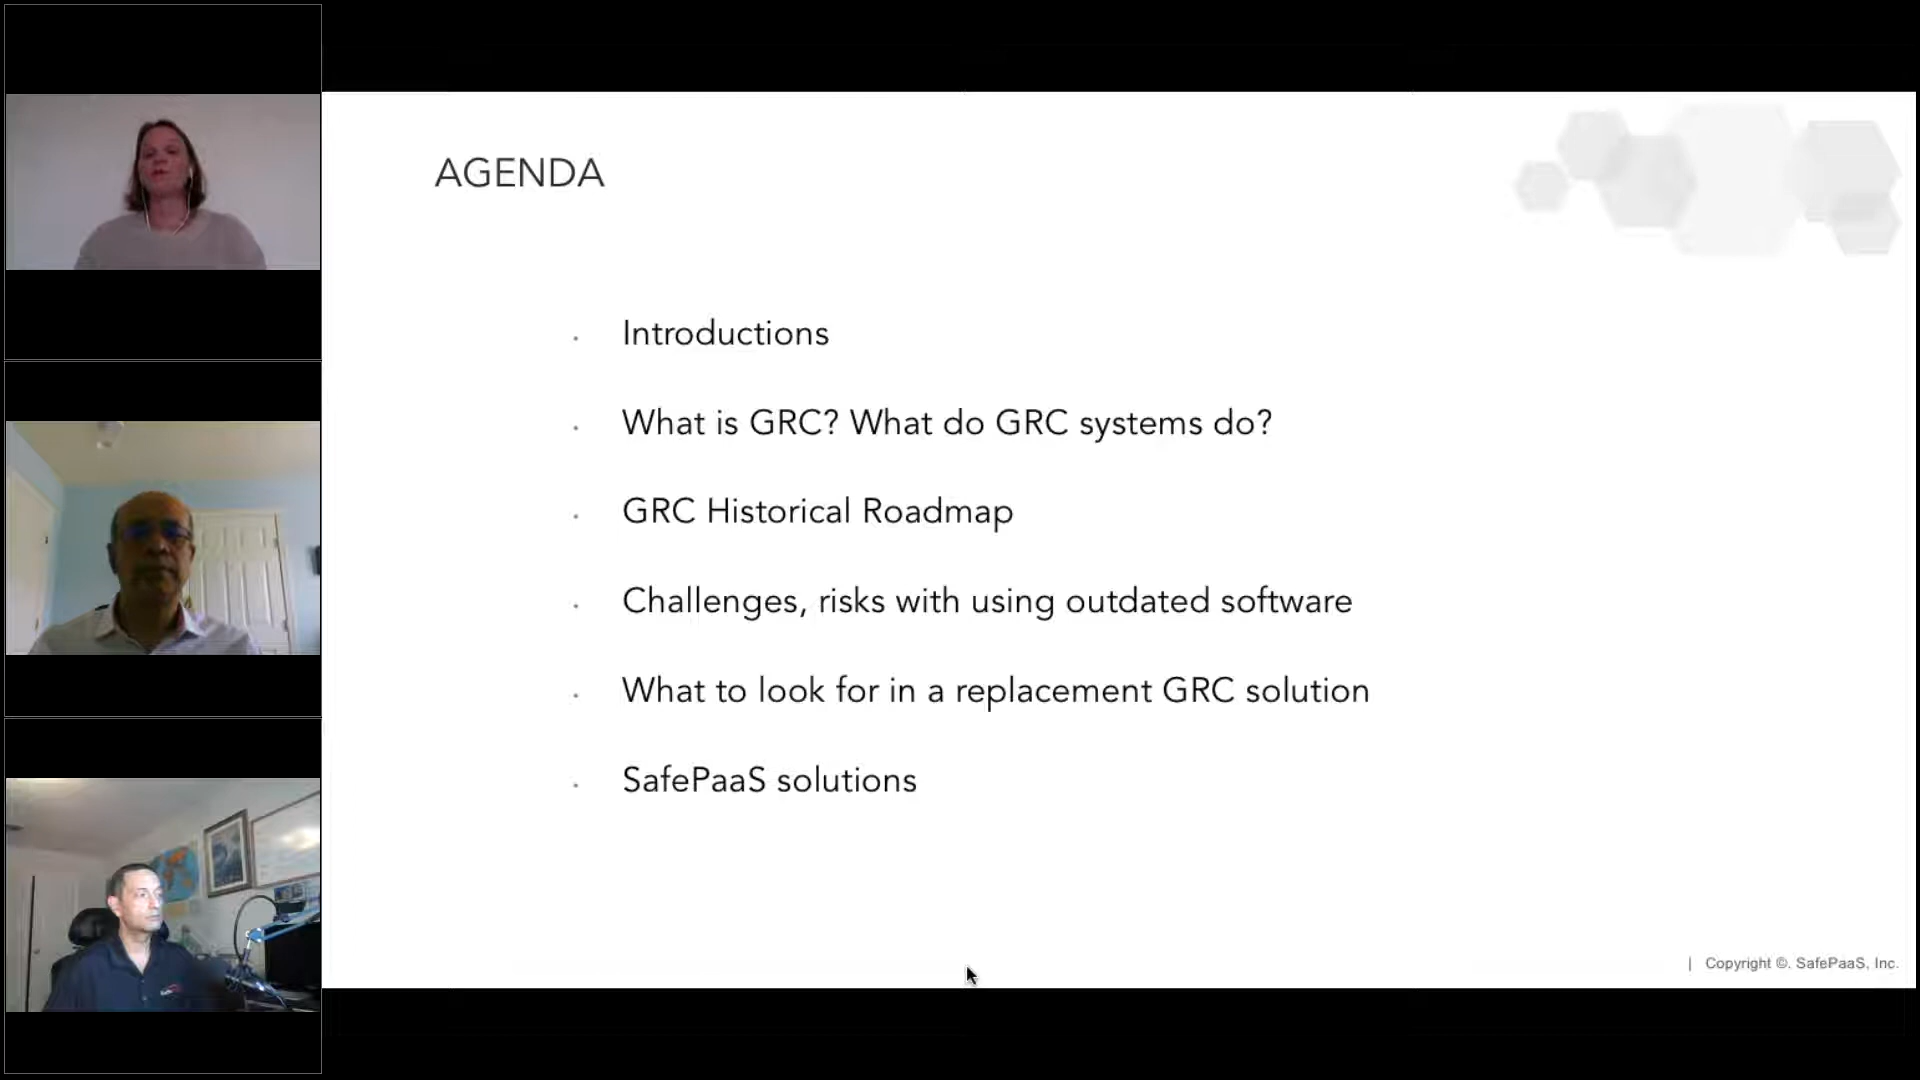 AGENDA
Introductions
What is GRC? What do GRC systems do?
GRC Historical Roadmap
Challenges, risks with using outdated software
What to look for in a replacement GRC solution
SafePaaS solutions
| Copyright ©. SafePaaS, Inc.